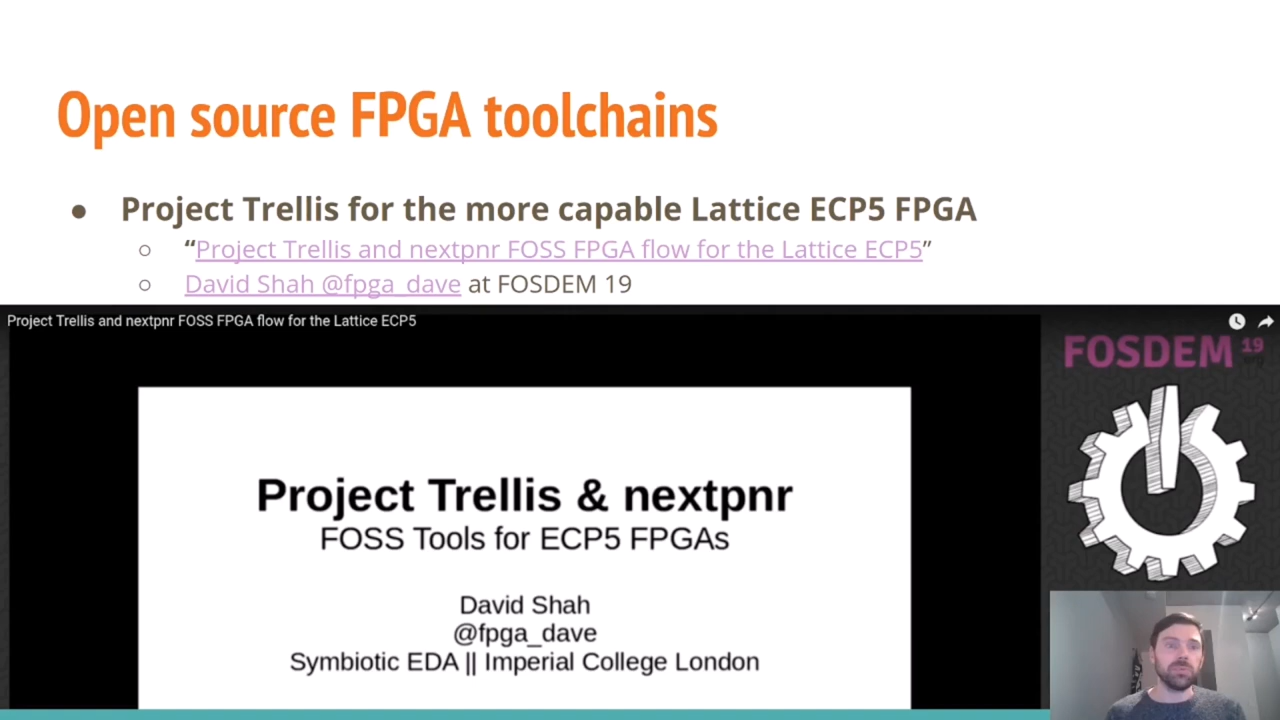 Open source FPGA toolchains
● Project Trellis for the more capable Lattice ECP5 FPGA
○ “Project Trellis and nextpnr FOSS FPGA flow for the Lattice ECP5”
○ David Shah @fpga_dave at FOSDEM 19
Project Trellis and nextpnr FOSS FPGA flow for the Lattice ECP5
FOSDEM 19
Project Trellis & nextpnr
FOSS Tools for ECP5 FPGAs
David Shah
@fpga_dave
Symbiotic EDA || Imperial College London